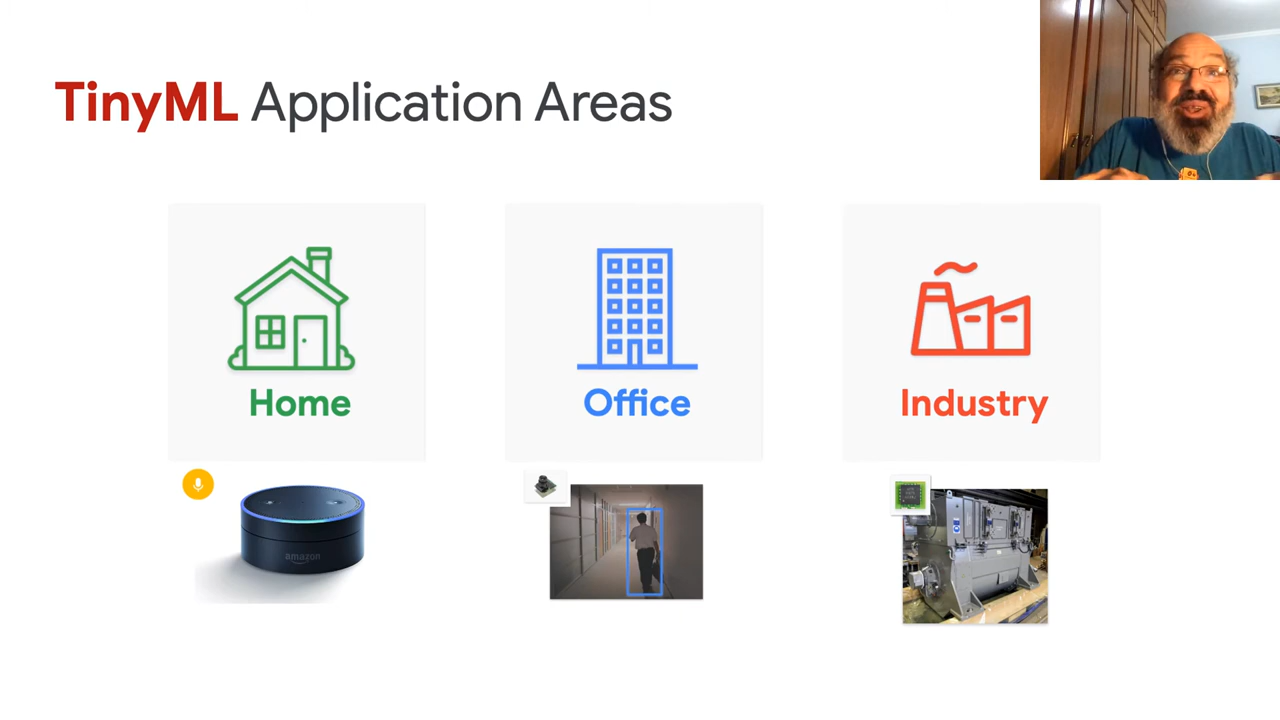 TinyML Application Areas
Home
Office
Industry
amazon